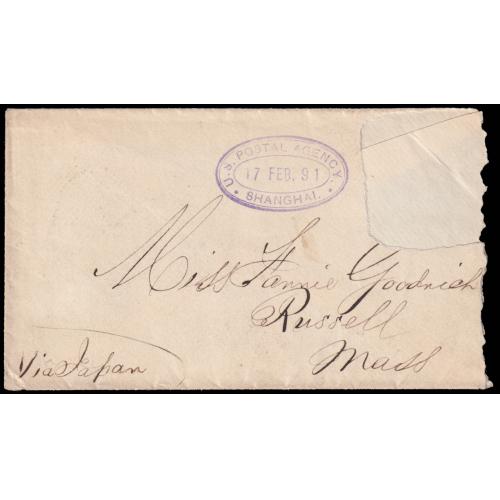 U.S. POSTAL AGENCY.
17 FEB. 91
SHANGHAI.
Miss Fannie Goodrich
Russell
Mass
Via Japan